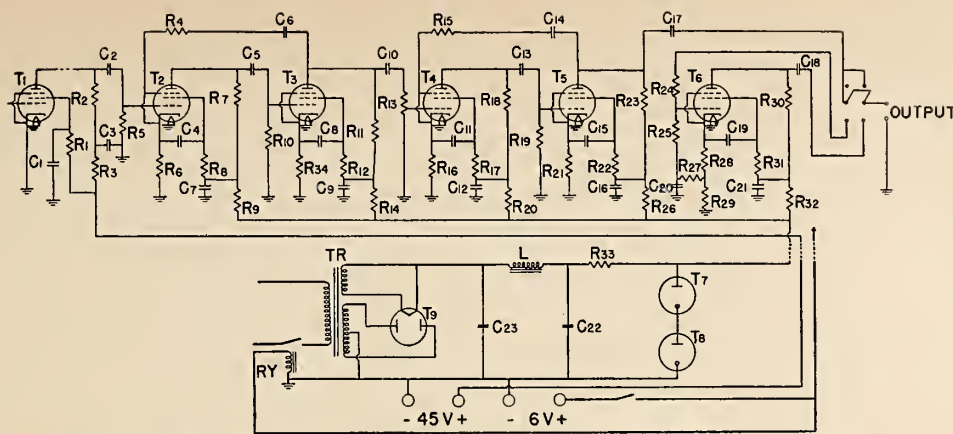 R4 C6 R15 C14 C17
T1 C2 T2 C5 T3 C10 T4 C13 T5 T6 C18
R2 R7 R11 R13 R18 R23 R24 R30
OUTPUT
C1 R1 C3 R5 C4 R10 C8 C11 R19 C15 R25 C19
R3 R6 R8 R34 R12 R16 R17 R21 R22 R27 R28 R31
C7 C9 C12 C16 C20 C21
R9 R14 R20 R26 R29 R32
TR L R33
T9 C23 C22 T7
T8
RY
- 45V + - 6V +